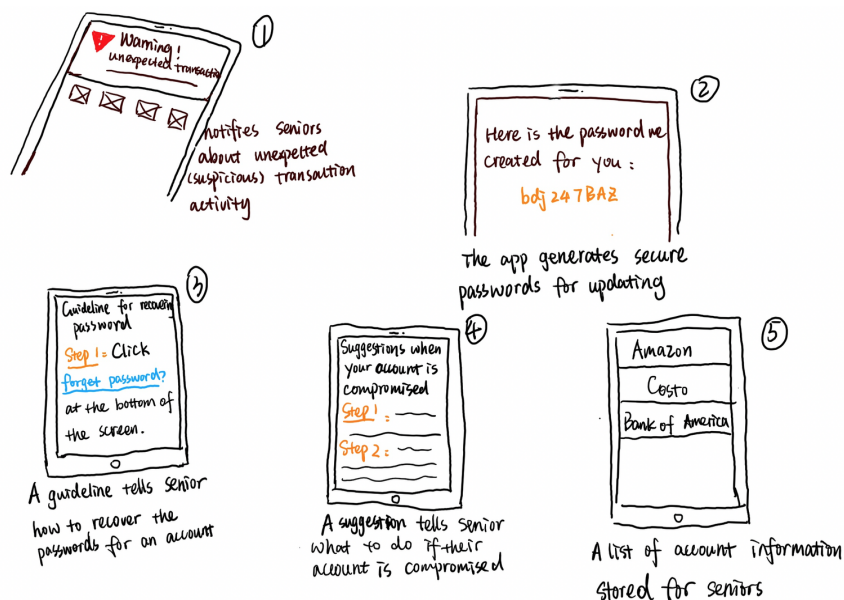 ①
Warning!
unexpected transactio
notifies seniors
about unexpetted
(suspicious) transaction
activity
②
Here is the password we
created for you:
bdj247BAZ
The app generates secure
passwords for updating
③
Guideline for recovering
password
Step 1: Click
forget password?
at the bottom of
the screen.
A guideline tells senior
how to recover the
passwords for an account
④
Suggestions when
your account is
compromised
Step 1:
Step 2:
A suggestion tells senior
what to do if their
account is compromised
⑤
Amazon
Costo
Bank of America
A list of account information
stored for seniors